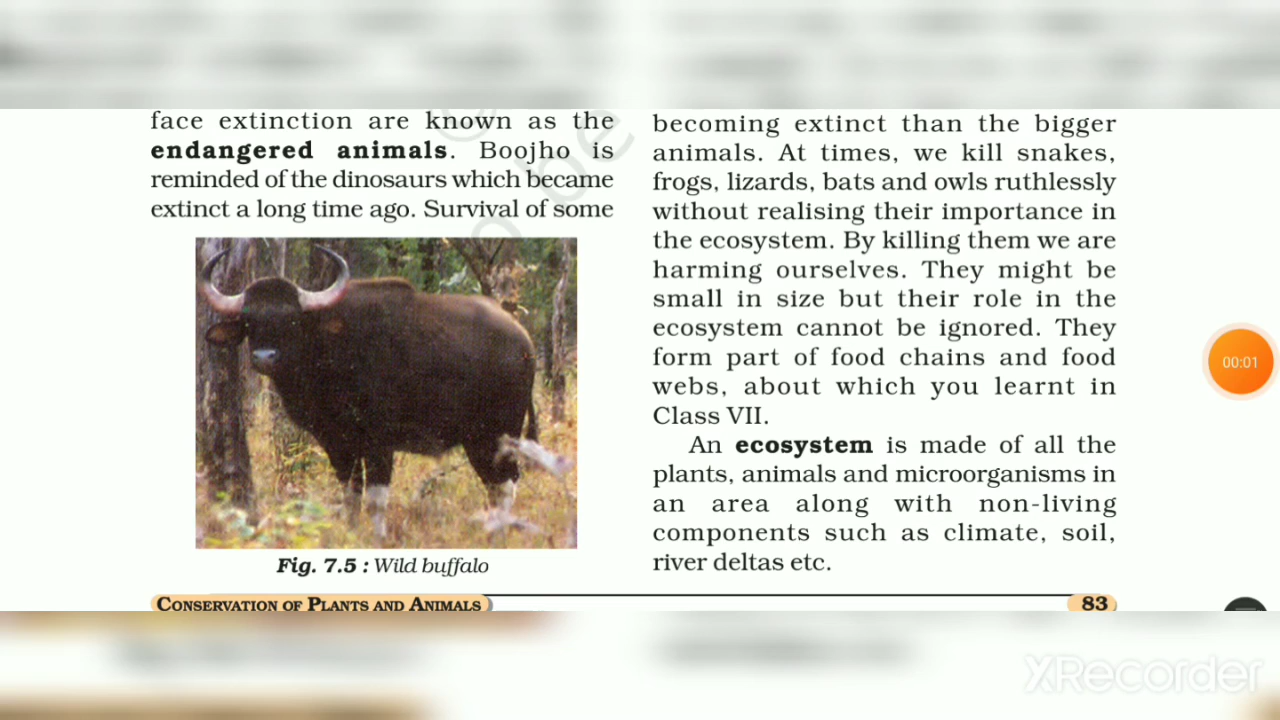 face extinction are known as the
endangered animals. Boojho is
reminded of the dinosaurs which became
extinct a long time ago. Survival of some
Fig. 7.5 : Wild buffalo
becoming extinct than the bigger
animals. At times, we kill snakes,
frogs, lizards, bats and owls ruthlessly
without realising their importance in
the ecosystem. By killing them we are
harming ourselves. They might be
small in size but their role in the
ecosystem cannot be ignored. They
form part of food chains and food
webs, about which you learnt in
Class VII.
An ecosystem is made of all the
plants, animals and microorganisms in
an area along with non-living
components such as climate, soil,
river deltas etc.
CONSERVATION OF PLANTS AND ANIMALS
83
00:01
XRecorder